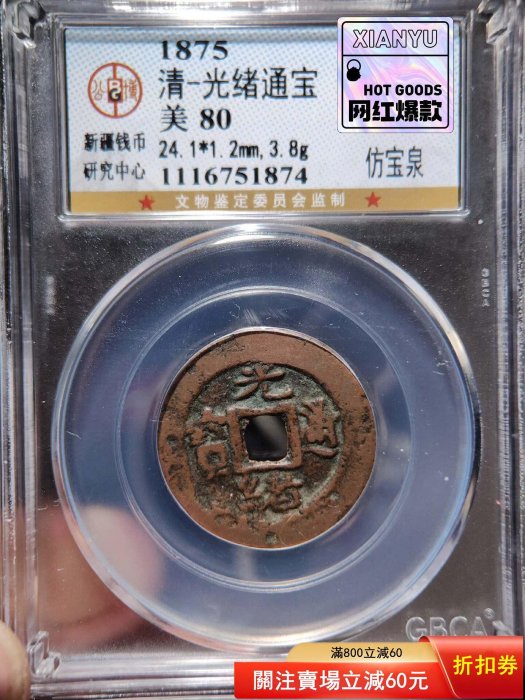 1875
清-光绪通宝
美 80
24.1*1.2mm,3.8g
1116751874
新疆钱币
研究中心
仿宝泉
XIANYU
HOT GOODS
网红爆款
★ 文物鉴定委员会监制 ★
GBCA
光
通
寳
緒
GBCA
滿800立減60
關注賣場立減60元
折扣券